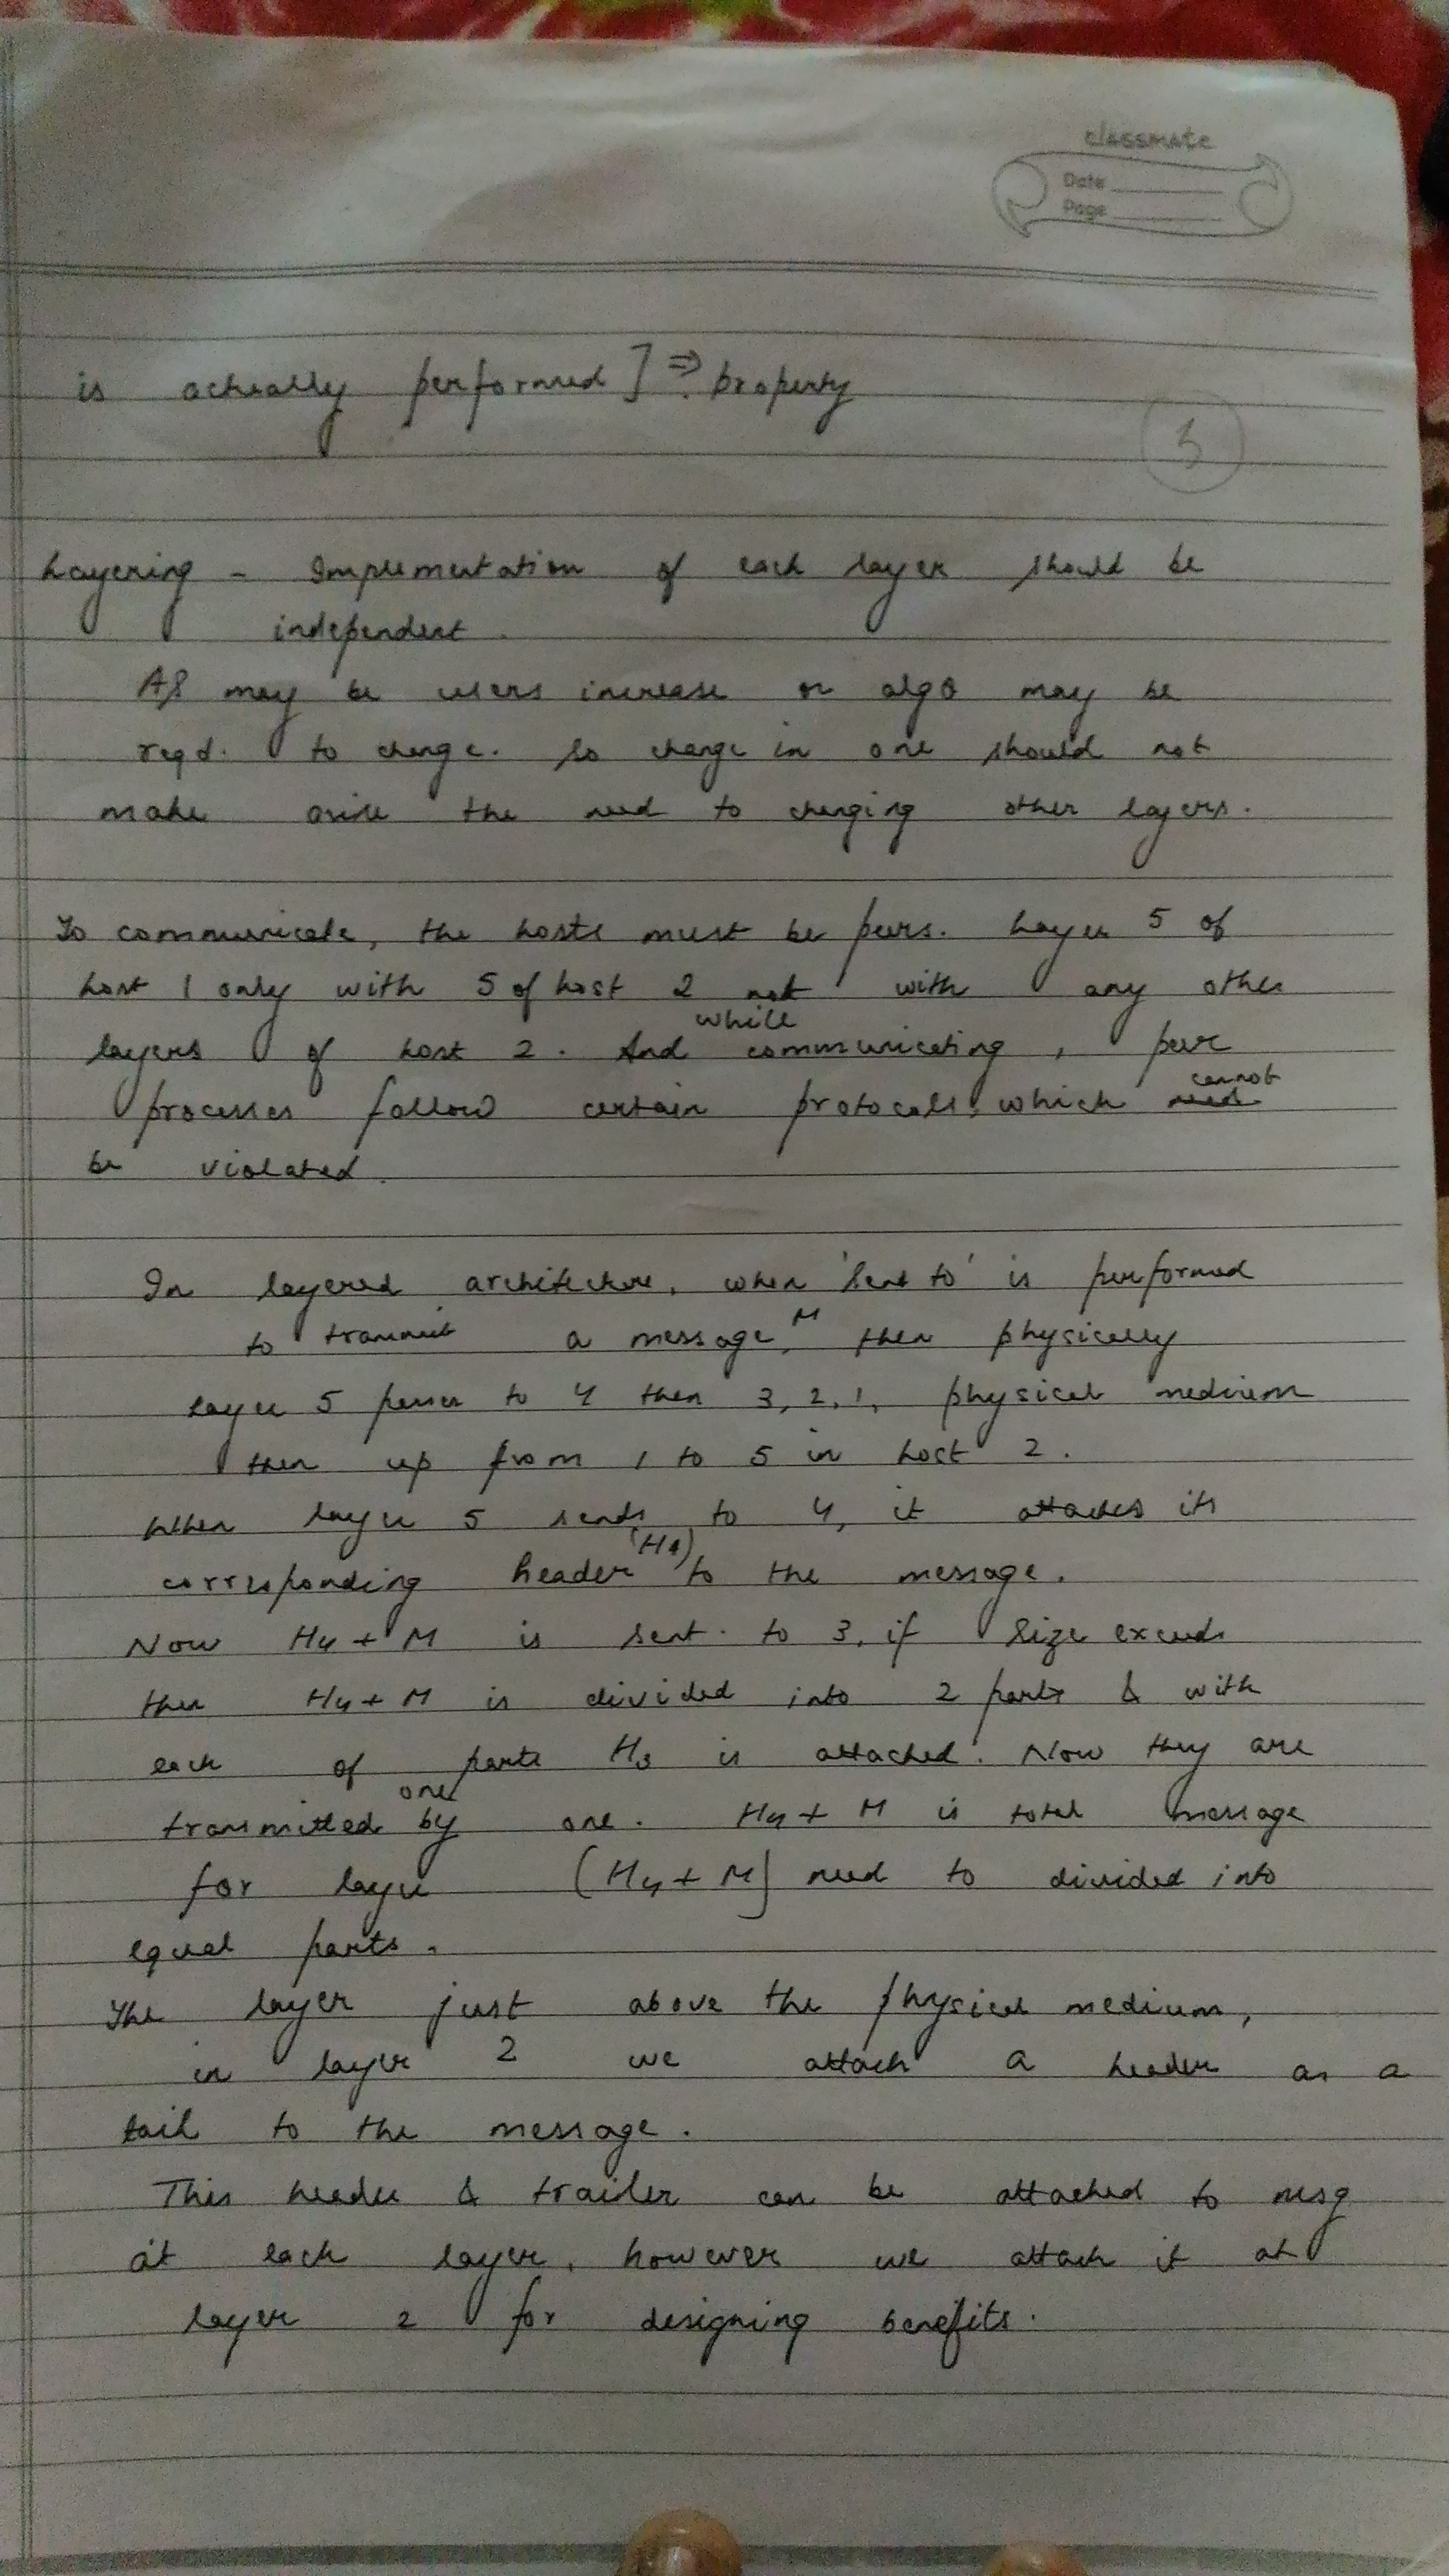 classmate
Date
Page
is actually performed ] ⇒ property
3
Layering - Implementation of each layer should be
independent.
As may be users increase or algo may be
reqd. to change. So change in one should not
make arise the need to changing other layers.
To communicate, the hosts must be peers. Layer 5 of
host 1 only with 5 of host 2 not with any other
while
layers of host 2. And communicating, peer
cannot
processes follow certain protocols, which
be violated.
In layered architecture, when 'Sent to' is performed
to transmit a message, M then physically
layer 5 passes to 4 then 3, 2, 1, physical medium
then up from 1 to 5 in host 2.
When layer 5 sends to 4, it attaches its
corresponding header (H4) to the message.
Now H4 + M is sent to 3, if size exceeds
then H4 + M is divided into 2 parts & with
each of parts H3 is attached. Now they are
one
transmitted by one. H4 + M is total message
for layer (H4 + M) need to divided into
equal parts.
The layer just above the physical medium,
in layer 2 we attach a header as a
tail to the message.
This header & trailer can be attached to msg
at each layer, however we attach it at
layer 2 for designing benefits.